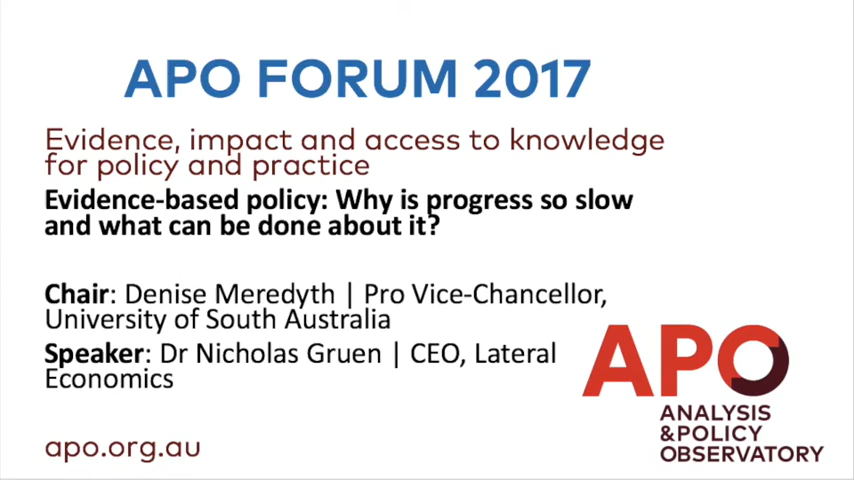 APO FORUM 2017
Evidence, impact and access to knowledge
for policy and practice
Evidence-based policy: Why is progress so slow
and what can be done about it?
Chair: Denise Meredyth | Pro Vice-Chancellor,
University of South Australia
Speaker: Dr Nicholas Gruen | CEO, Lateral
Economics
apo.org.au
APO
ANALYSIS
&POLICY
OBSERVATORY